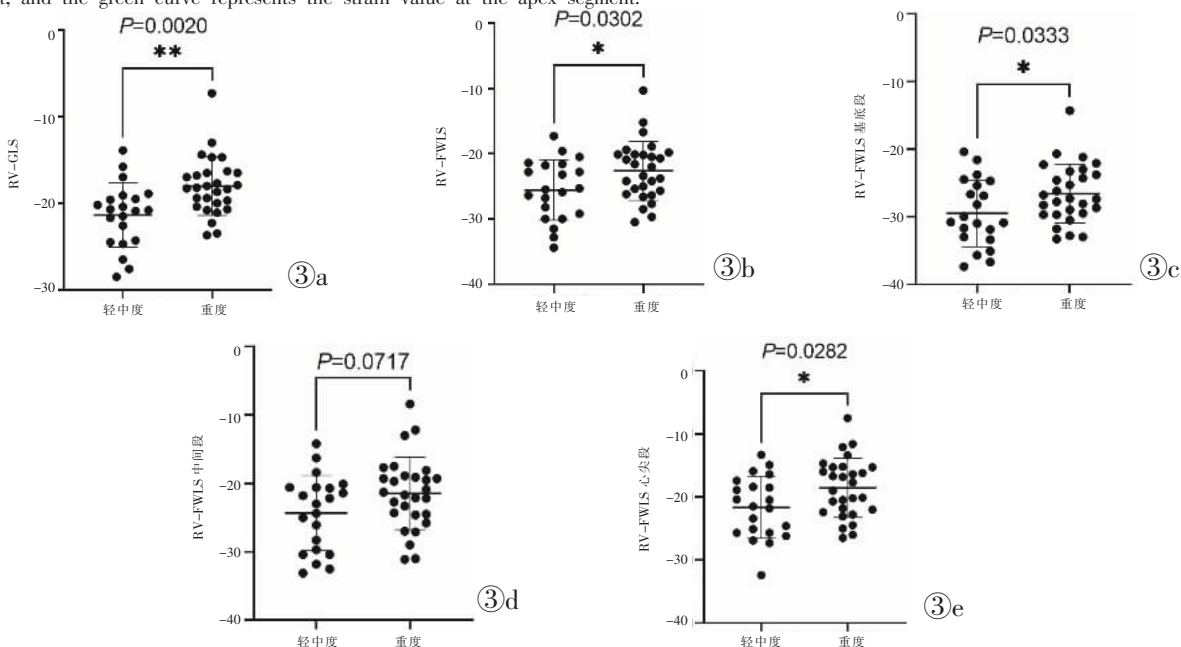 t, and the green curve represents the strain value at the apex segment.
P=0.0020
**
0
-10
-20
-30
RV-GLS
轻中度
重度
③a
P=0.0302
*
0
-10
-20
-30
-40
RV-FWLS
轻中度
重度
③b
P=0.0333
*
0
-10
-20
-30
-40
RV-FWLS 基底段
轻中度
重度
③c
P=0.0717
0
-10
-20
-30
-40
RV-FWLS 中间段
轻中度
重度
③d
P=0.0282
*
0
-10
-20
-30
-40
RV-FWLS 心尖段
轻中度
重度
③e